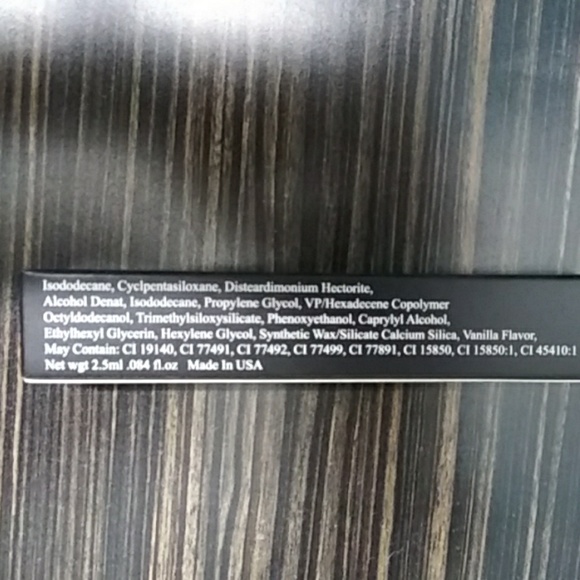 Isododecane, Cyclpentasiloxane, Disteardimonium Hectorite,
Alcohol Denat, Isododecane, Propylene Glycol, VP/Hexadecene Copolymer
Octyldodecanol, Trimethylsiloxysilicate, Phenoxyethanol, Caprylyl Alcohol,
Ethylhexyl Glycerin, Hexylene Glycol, Synthetic Wax/Silicate Calcium Silica, Vanilla Flavor,
May Contain: CI 19140, CI 77491, CI 77492, CI 77499, CI 77891, CI 15850, CI 15850:1, CI 45410:1
Net wgt 2.5ml .084 fl.oz Made In USA